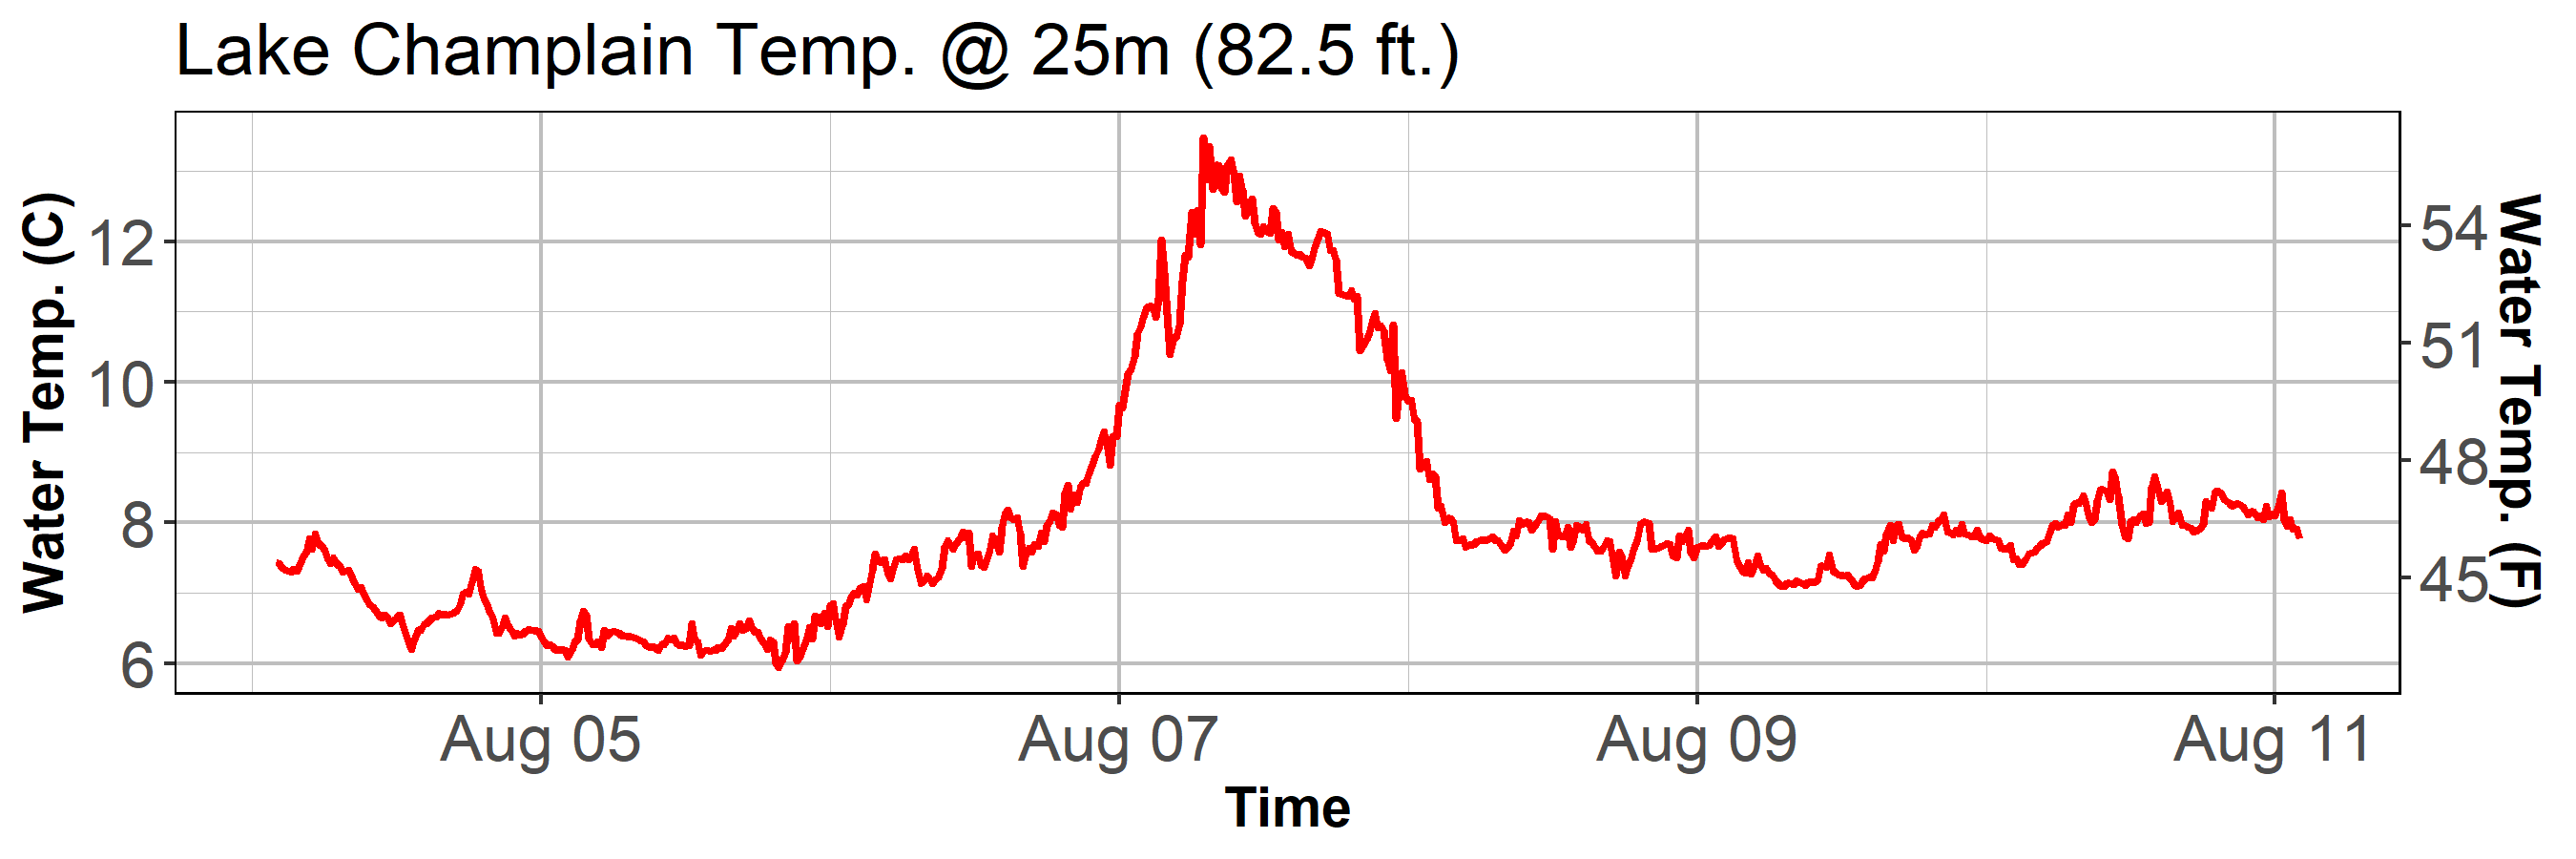 Lake Champlain Temp. @ 25m (82.5 ft.)
Water Temp. (C)
12
10
8
6
54
51
48
45
Water Temp. (F)
Aug 05
Aug 07
Aug 09
Aug 11
Time